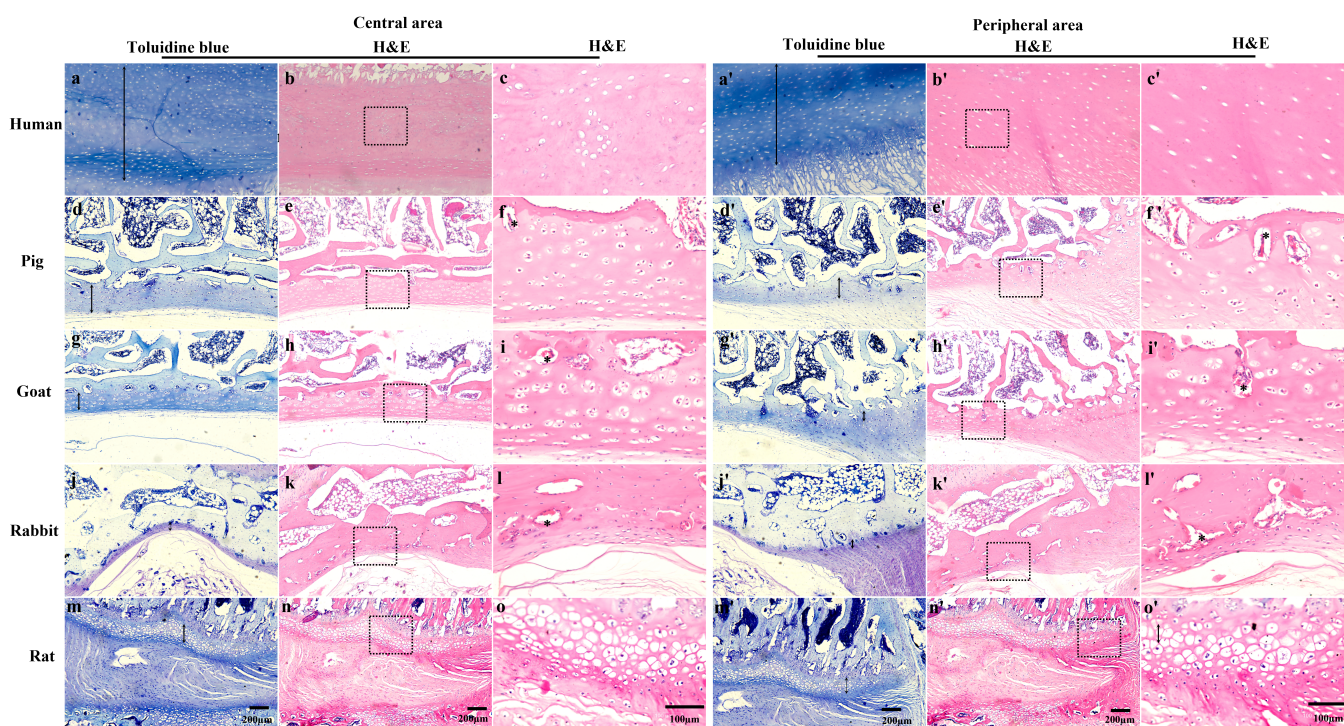 Central area
Peripheral area
Toluidine blue H&E H&E
Toluidine blue H&E H&E
Human a b c a' b' c'
Pig d e f d' e' f'
* * 
Goat g h i g' h' i'
* *
Rabbit j k l j' k' l'
* *
Rat m n o m' n' o'
200μm 200μm 100μm 200μm 200μm 100μm